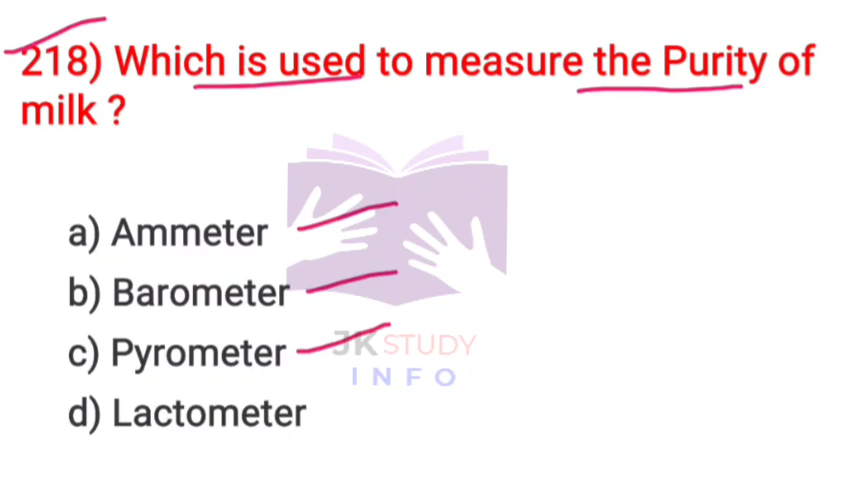 218) Which is used to measure the Purity of
milk ?
a) Ammeter
b) Barometer
c) Pyrometer
JK STUDY
INFO
d) Lactometer